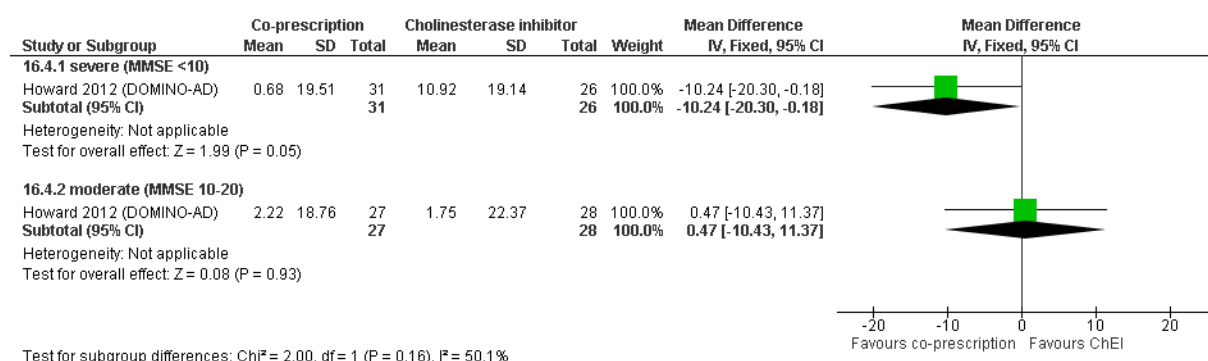 Co-prescription Cholinesterase inhibitor Mean Difference Mean Difference
Study or Subgroup Mean SD Total Mean SD Total Weight IV, Fixed, 95% CI IV, Fixed, 95% CI
16.4.1 severe (MMSE <10)
Howard 2012 (DOMINO-AD) 0.68 19.51 31 10.92 19.14 26 100.0% -10.24 [-20.30, -0.18]
Subtotal (95% CI) 31 26 100.0% -10.24 [-20.30, -0.18]
Heterogeneity: Not applicable
Test for overall effect: Z = 1.99 (P = 0.05)
16.4.2 moderate (MMSE 10-20)
Howard 2012 (DOMINO-AD) 2.22 18.76 27 1.75 22.37 28 100.0% 0.47 [-10.43, 11.37]
Subtotal (95% CI) 27 28 100.0% 0.47 [-10.43, 11.37]
Heterogeneity: Not applicable
Test for overall effect: Z = 0.08 (P = 0.93)
-20 -10 0 10 20
Favours co-prescription Favours ChEI
Test for subgroup differences: Chi² = 2.00, df = 1 (P = 0.16), I² = 50.1%